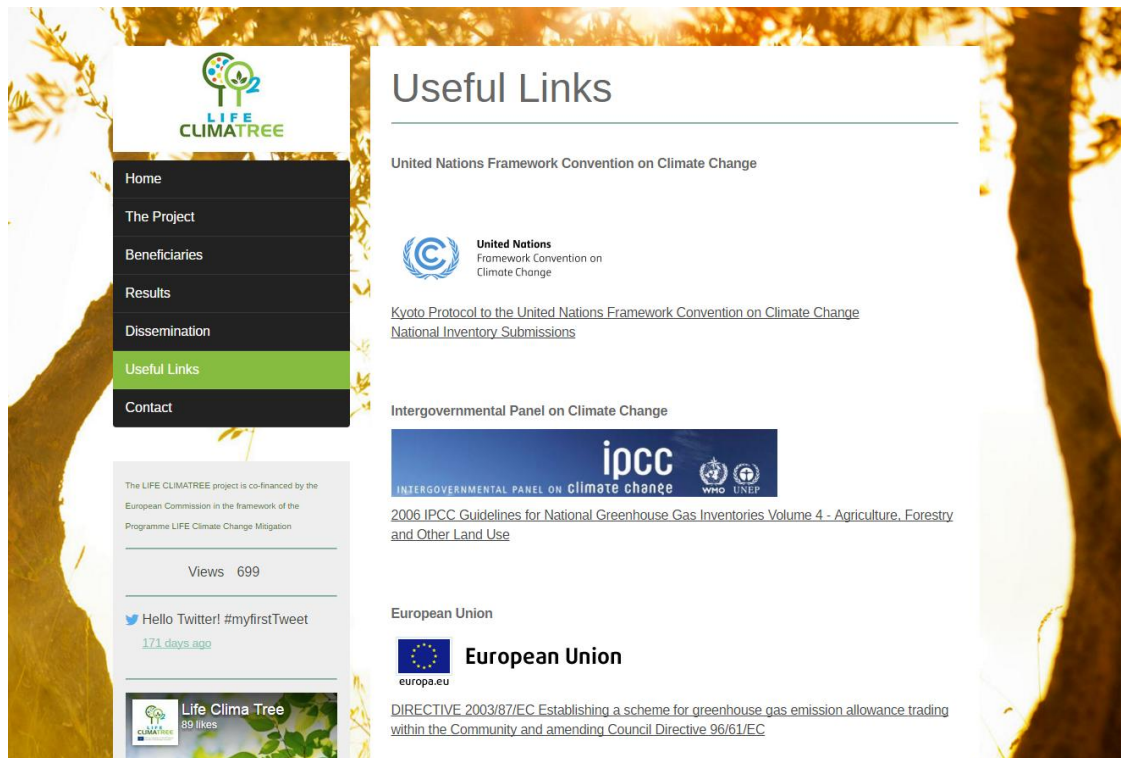 LIFE
CLIMATREE
Home
The Project
Beneficiaries
Results
Dissemination
Useful Links
Contact
The LIFE CLIMATREE project is co-financed by the
European Commission in the framework of the
Programme LIFE Climate Change Mitigation
Views 699
Hello Twitter! #myfirstTweet
171 days ago
LIFE
CLIMATREE
Life Clima Tree
89 likes
Useful Links
United Nations Framework Convention on Climate Change
United Nations
Framework Convention on
Climate Change
Kyoto Protocol to the United Nations Framework Convention on Climate Change
National Inventory Submissions
Intergovernmental Panel on Climate Change
ipcc
INTERGOVERNMENTAL PANEL ON climate change
WHO UNEP
2006 IPCC Guidelines for National Greenhouse Gas Inventories Volume 4 - Agriculture, Forestry
and Other Land Use
European Union
European Union
europa.eu
DIRECTIVE 2003/87/EC Establishing a scheme for greenhouse gas emission allowance trading
within the Community and amending Council Directive 96/61/EC